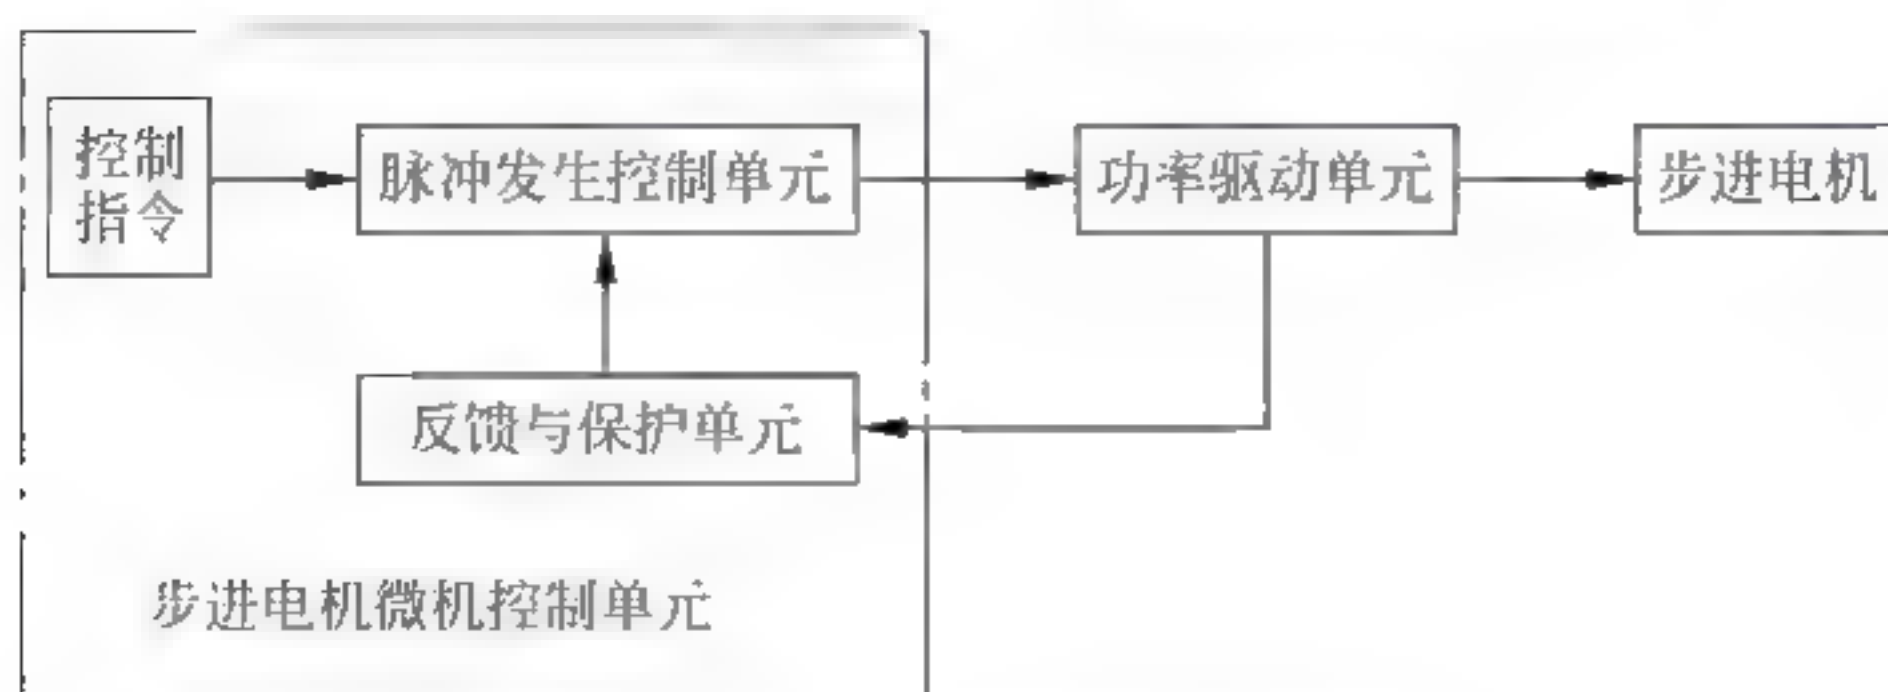 控制
指令
脉冲发生控制单元
功率驱动单元
步进电机
反馈与保护单元
步进电机微机控制单元